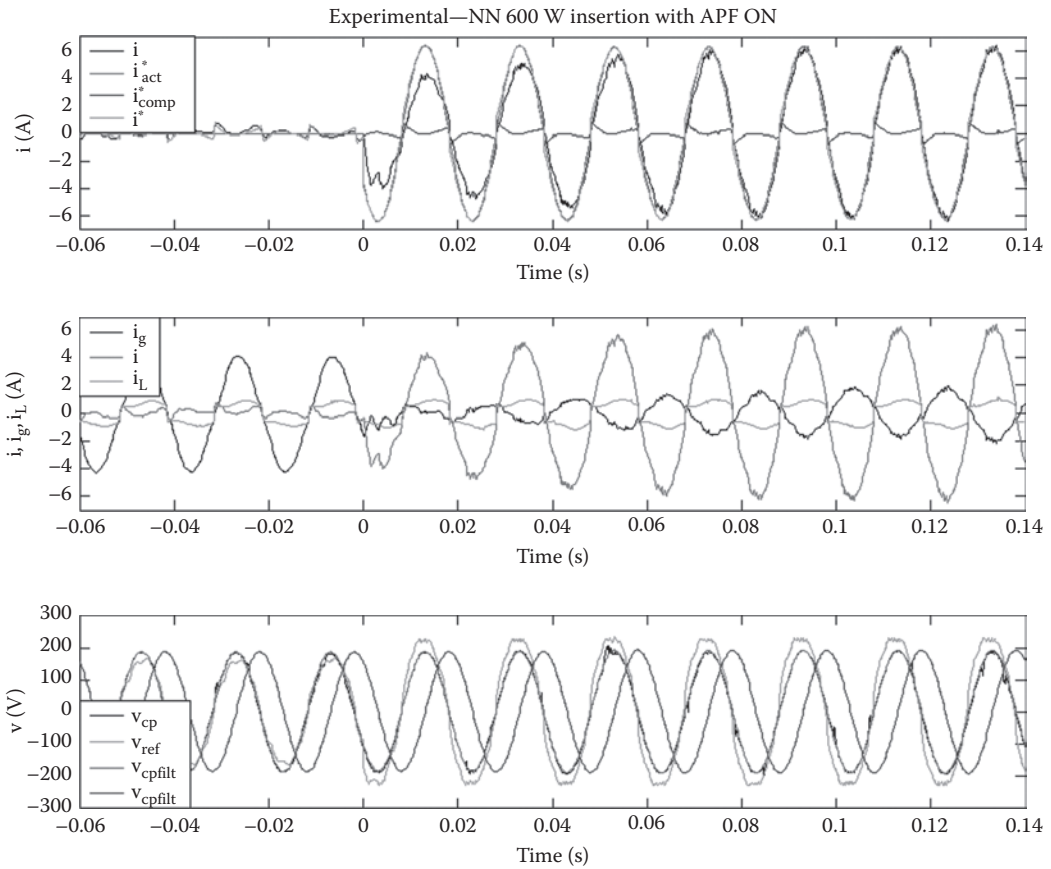 Experimental—NN 600 W insertion with APF ON
i (A)
6
4
2
0
−2
−4
−6
i
i*act
i*comp
i*
−0.06 −0.04 −0.02 0 0.02 0.04 0.06 0.08 0.1 0.12 0.14
Time (s)
i, ig, iL (A)
6
4
2
0
−2
−4
−6
ig
i
iL
−0.06 −0.04 −0.02 0 0.02 0.04 0.06 0.08 0.1 0.12 0.14
Time (s)
v (V)
300
200
100
0
−100
−200
−300
vcp
vref
vcpfilt
vcpfilt
−0.06 −0.04 −0.02 0 0.02 0.04 0.06 0.08 0.1 0.12 0.14
Time (s)